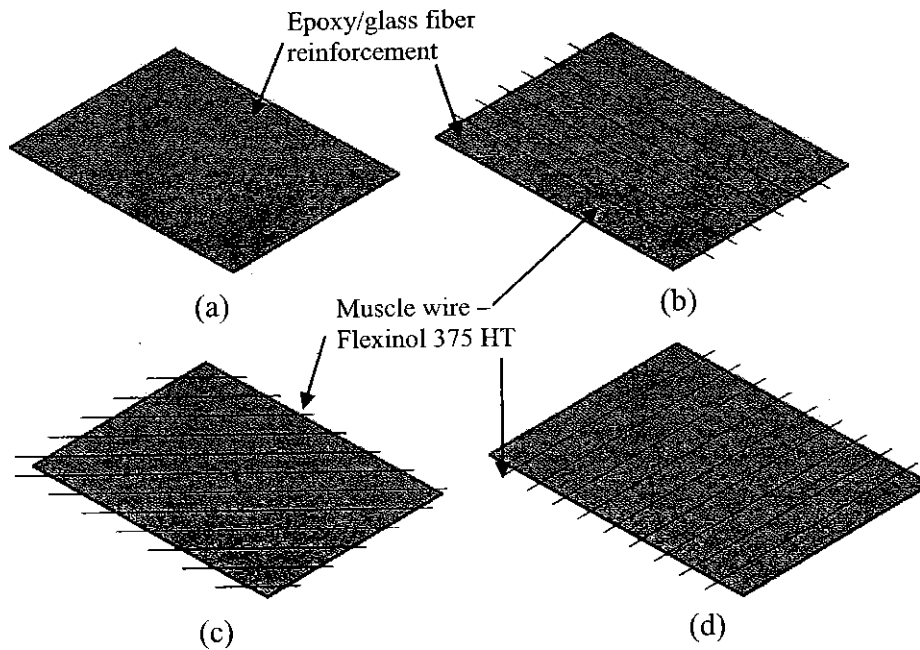 Epoxy/glass fiber
reinforcement
(a)
(b)
Muscle wire –
Flexinol 375 HT
(c)
(d)